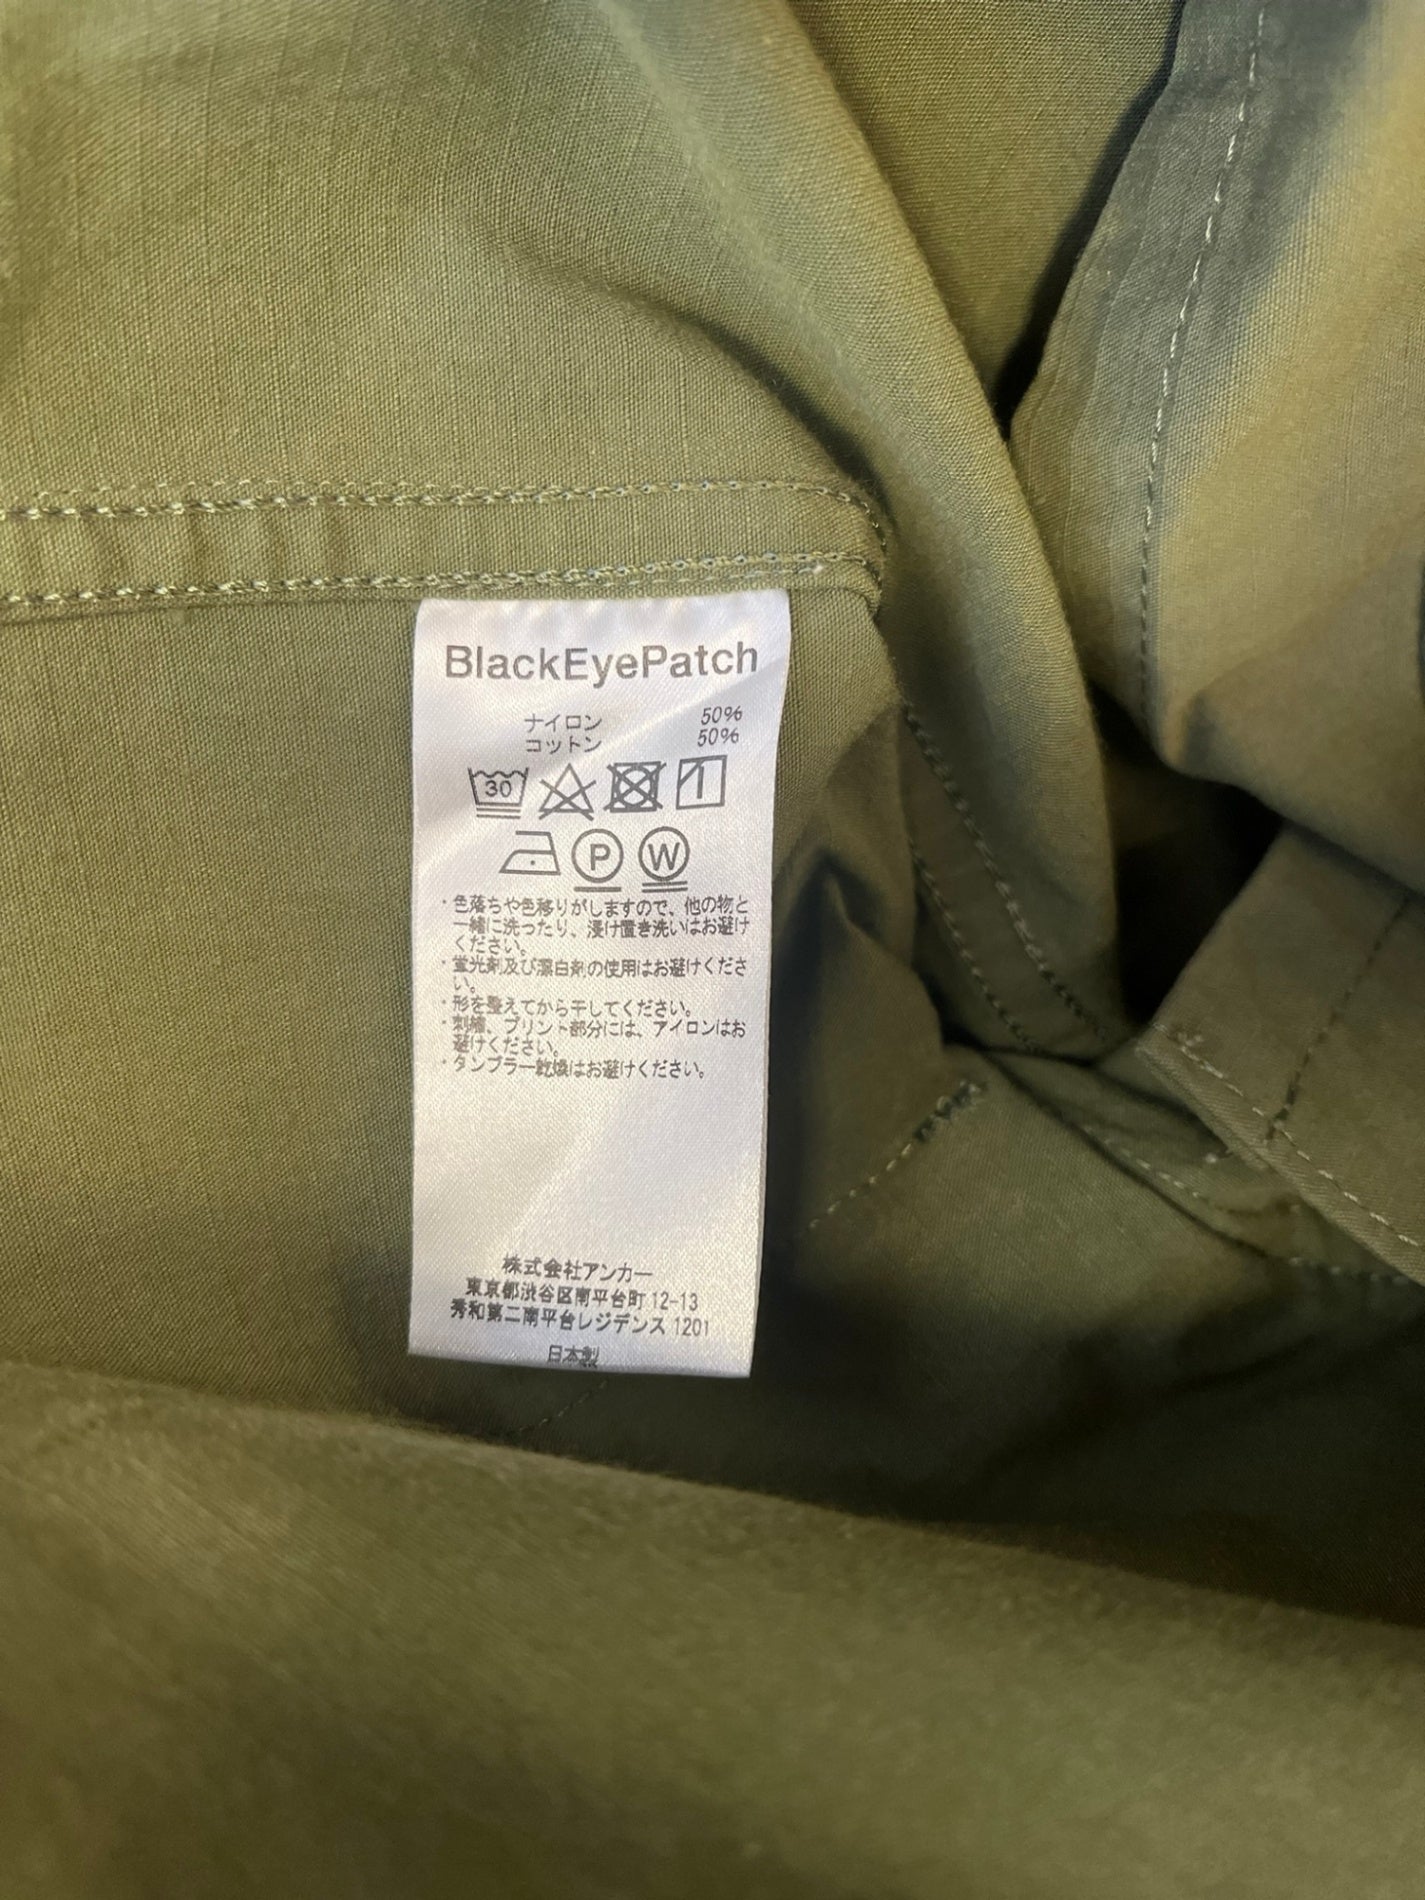 BlackEyePatch
ナイロン 50%
コットン 50%
30
P W
・色落ちや色移りがしますので、他の物と
一緒に洗ったり、浸け置き洗いはお避け
ください。
・蛍光剤及び漂白剤の使用はお避けくださ
い。
・形を整えてから干してください。
・刺繍、プリント部分には、アイロンはお
避けください。
・タンブラー乾燥はお避けください。
株式会社アンカー
東京都渋谷区南平台町 12-13
秀和第二南平台レジデンス 1201
日本製